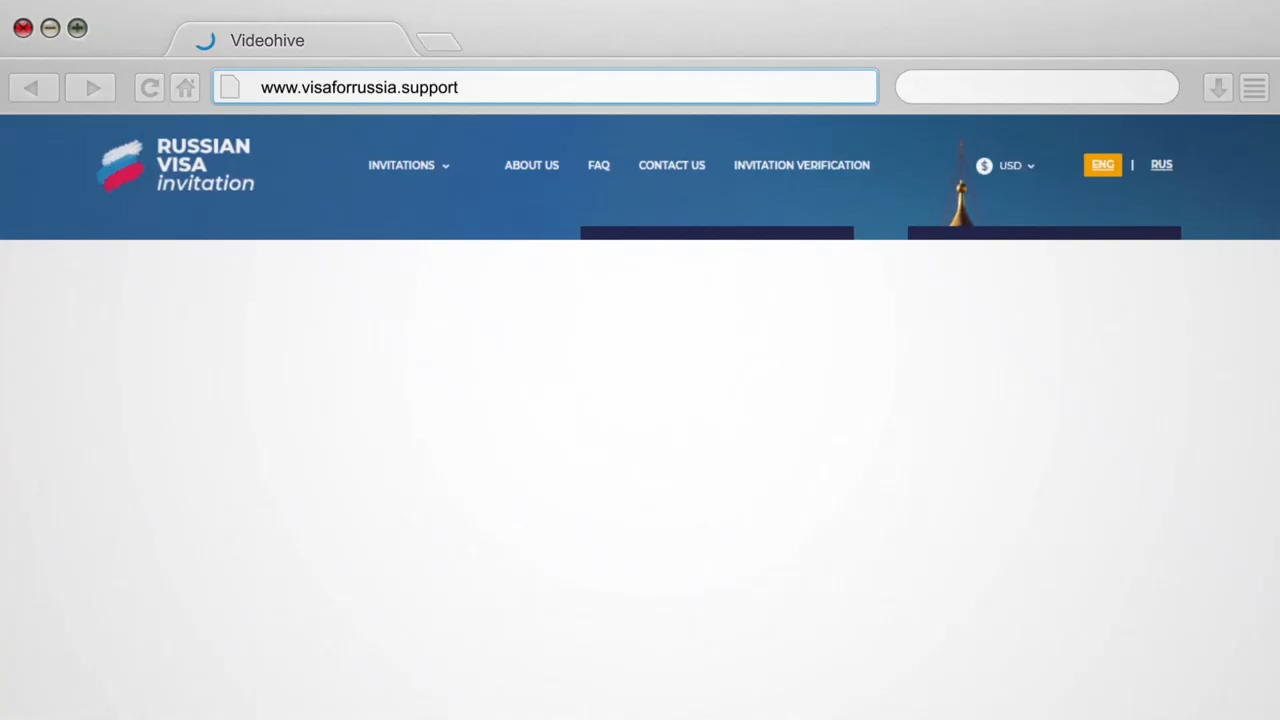 Videohive
www.visaforrussia.support
RUSSIAN
VISA
invitation
INVITATIONS
ABOUT US
FAQ
CONTACT US
INVITATION VERIFICATION
$ USD
ENG | RUS